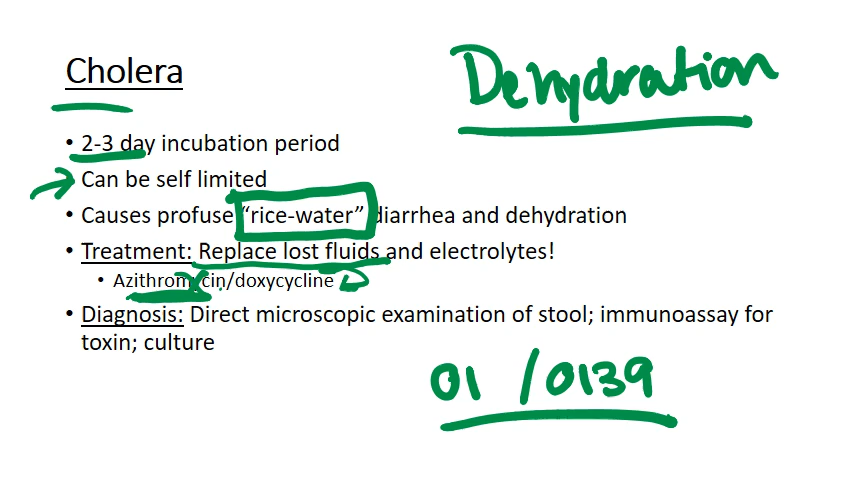 Cholera
Dehydration
• 2-3 day incubation period
• Can be self limited
• Causes profuse “rice-water” diarrhea and dehydration
• Treatment: Replace lost fluids and electrolytes!
• Azithromycin/doxycycline
• Diagnosis: Direct microscopic examination of stool; immunoassay for
toxin; culture
01 / 0139